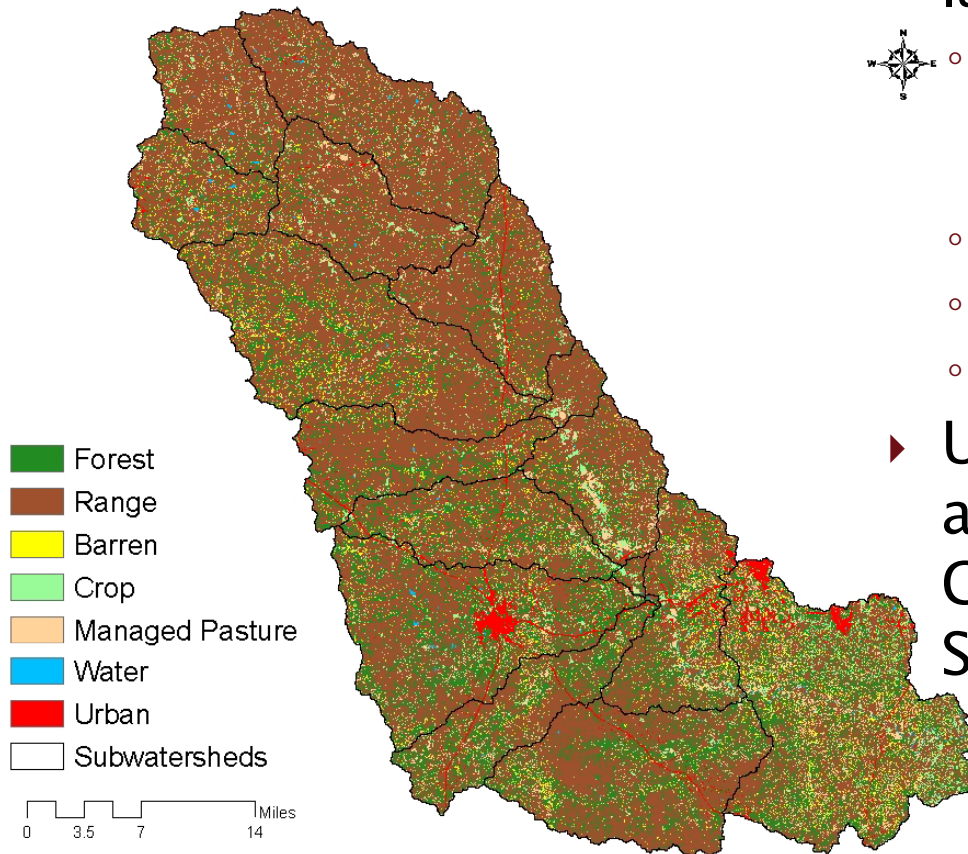 N
W E
S
Forest
Range
Barren
Crop
Managed Pasture
Water
Urban
Subwatersheds
Miles
0 3.5 7 14
U
a
C
S